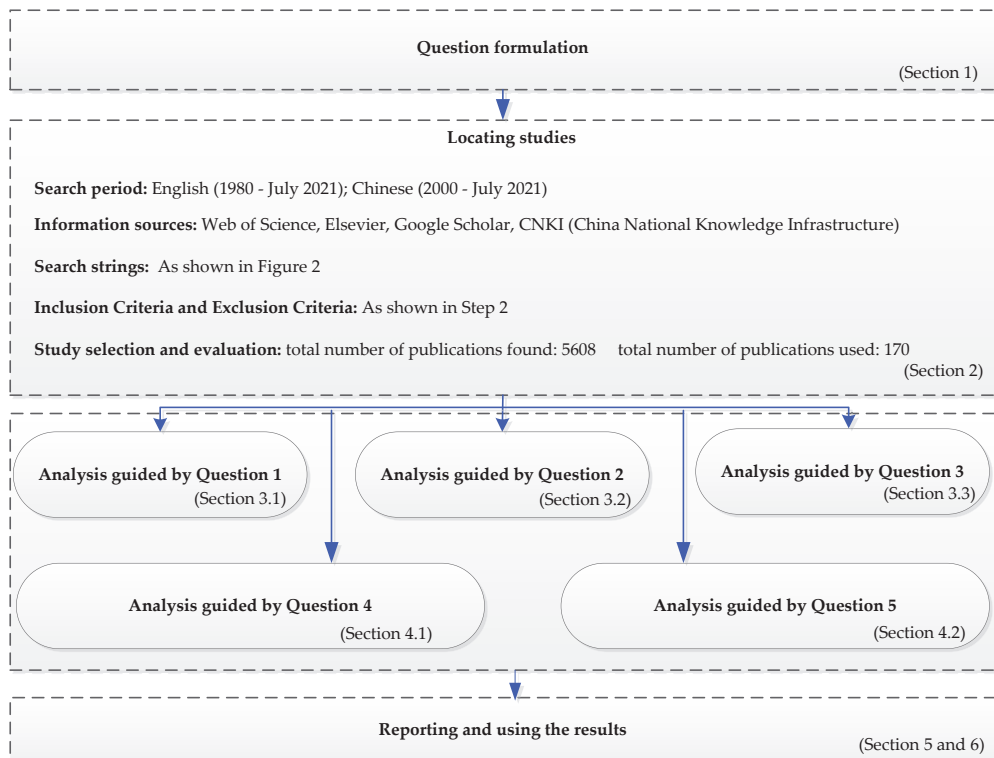 Question formulation
(Section 1)
Locating studies
Search period: English (1980 - July 2021); Chinese (2000 - July 2021)
Information sources: Web of Science, Elsevier, Google Scholar, CNKI (China National Knowledge Infrastructure)
Search strings: As shown in Figure 2
Inclusion Criteria and Exclusion Criteria: As shown in Step 2
Study selection and evaluation: total number of publications found: 5608 total number of publications used: 170
(Section 2)
Analysis guided by Question 1
(Section 3.1)
Analysis guided by Question 2
(Section 3.2)
Analysis guided by Question 3
(Section 3.3)
Analysis guided by Question 4
(Section 4.1)
Analysis guided by Question 5
(Section 4.2)
Reporting and using the results
(Section 5 and 6)